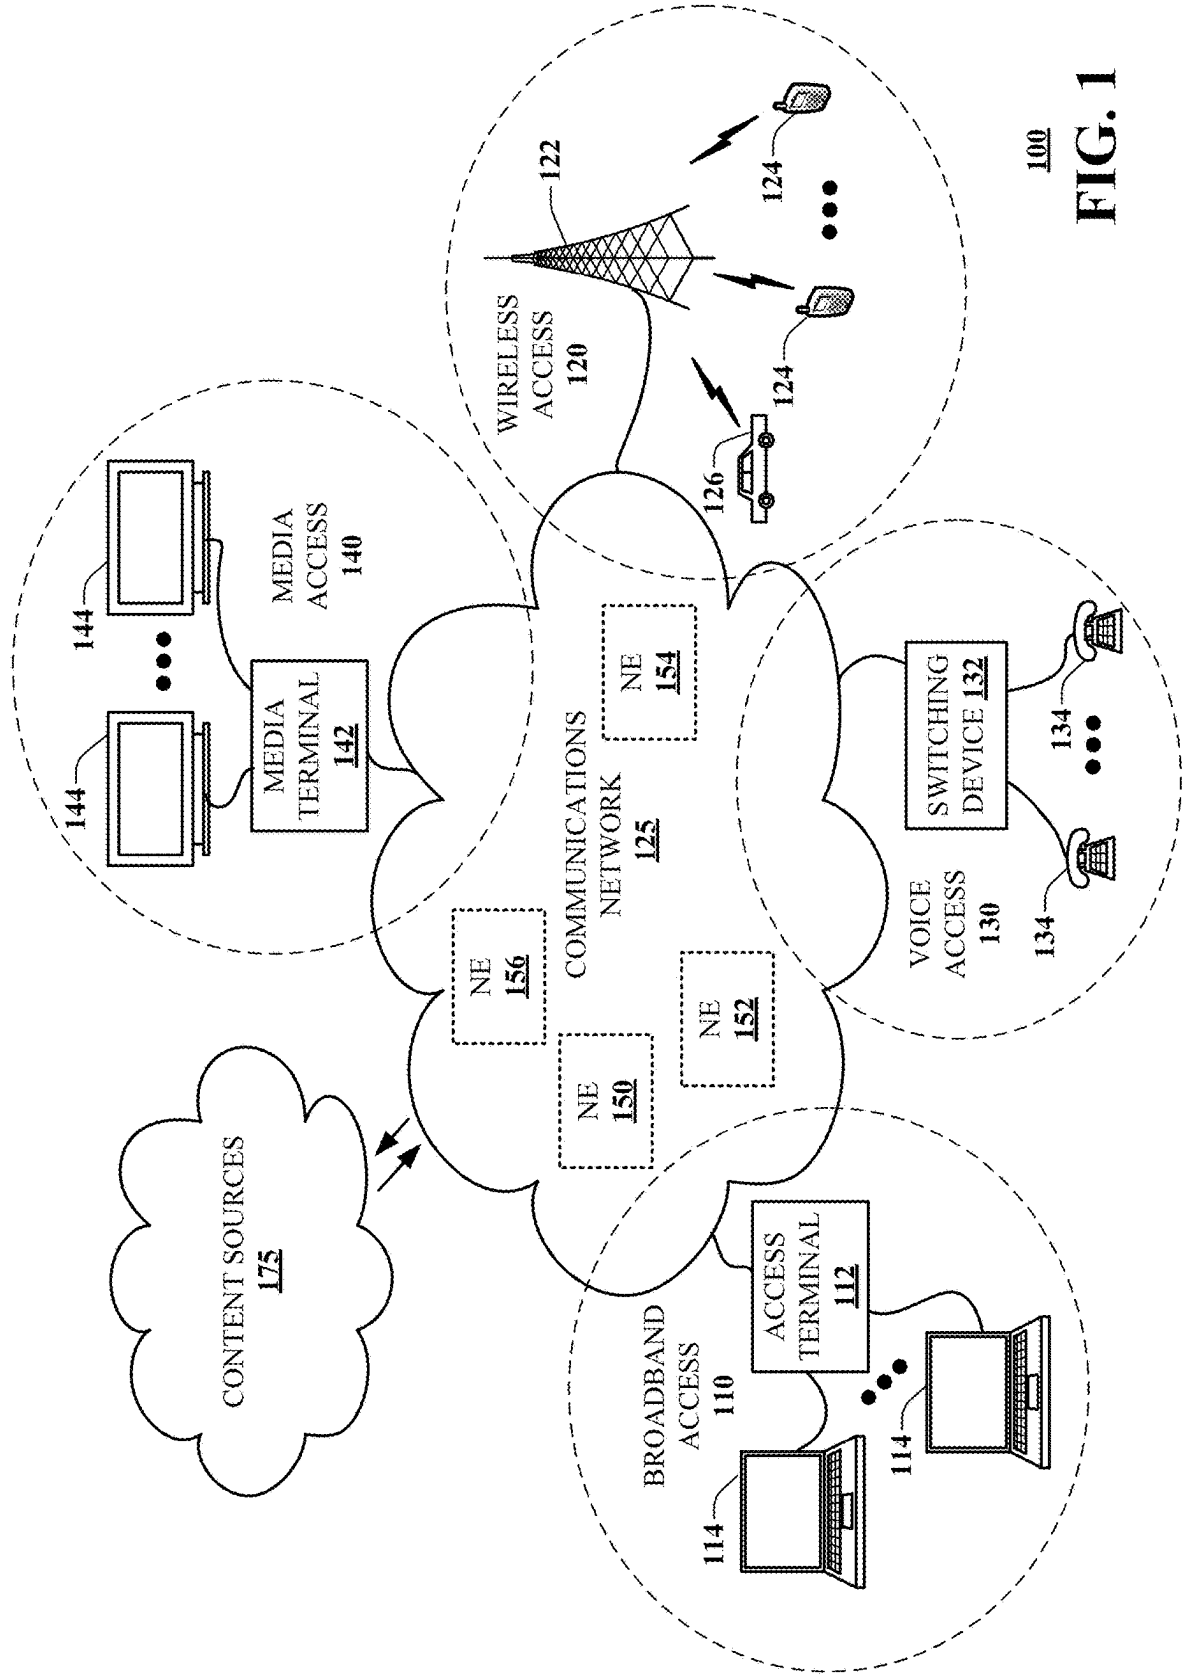 CONTENT SOURCES
175
144
144
MEDIA
TERMINAL
142
MEDIA
ACCESS
140
WIRELESS
ACCESS
120
122
124
124
126
NE
156
NE
150
NE
152
COMMUNICATIONS
NETWORK
125
NE
154
BROADBAND
ACCESS
110
ACCESS
TERMINAL
112
114
114
VOICE
ACCESS
130
SWITCHING
DEVICE 132
134
134
100
FIG. 1